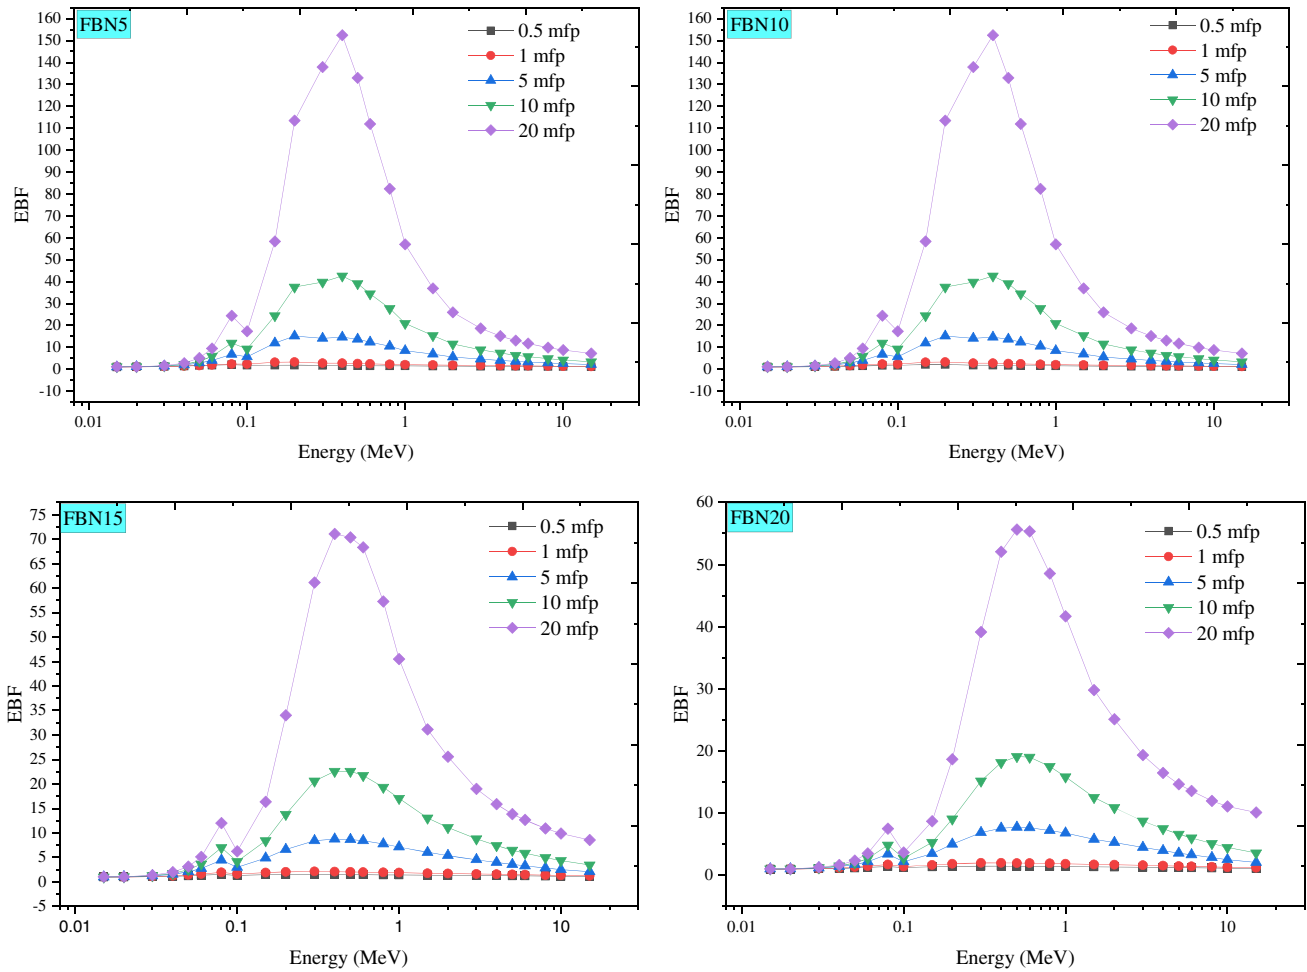 FBN5
0.5 mfp
1 mfp
5 mfp
10 mfp
20 mfp
160
150
140
130
120
110
100
90
80
70
60
50
40
30
20
10
0
-10
EBF
0.01
0.1
1
10
Energy (MeV)
FBN10
0.5 mfp
1 mfp
5 mfp
10 mfp
20 mfp
160
150
140
130
120
110
100
90
80
70
60
50
40
30
20
10
0
-10
EBF
0.01
0.1
1
10
Energy (MeV)
FBN15
0.5 mfp
1 mfp
5 mfp
10 mfp
20 mfp
75
70
65
60
55
50
45
40
35
30
25
20
15
10
5
0
-5
EBF
0.01
0.1
1
10
Energy (MeV)
FBN20
0.5 mfp
1 mfp
5 mfp
10 mfp
20 mfp
60
50
40
30
20
10
0
EBF
0.01
0.1
1
10
Energy (MeV)